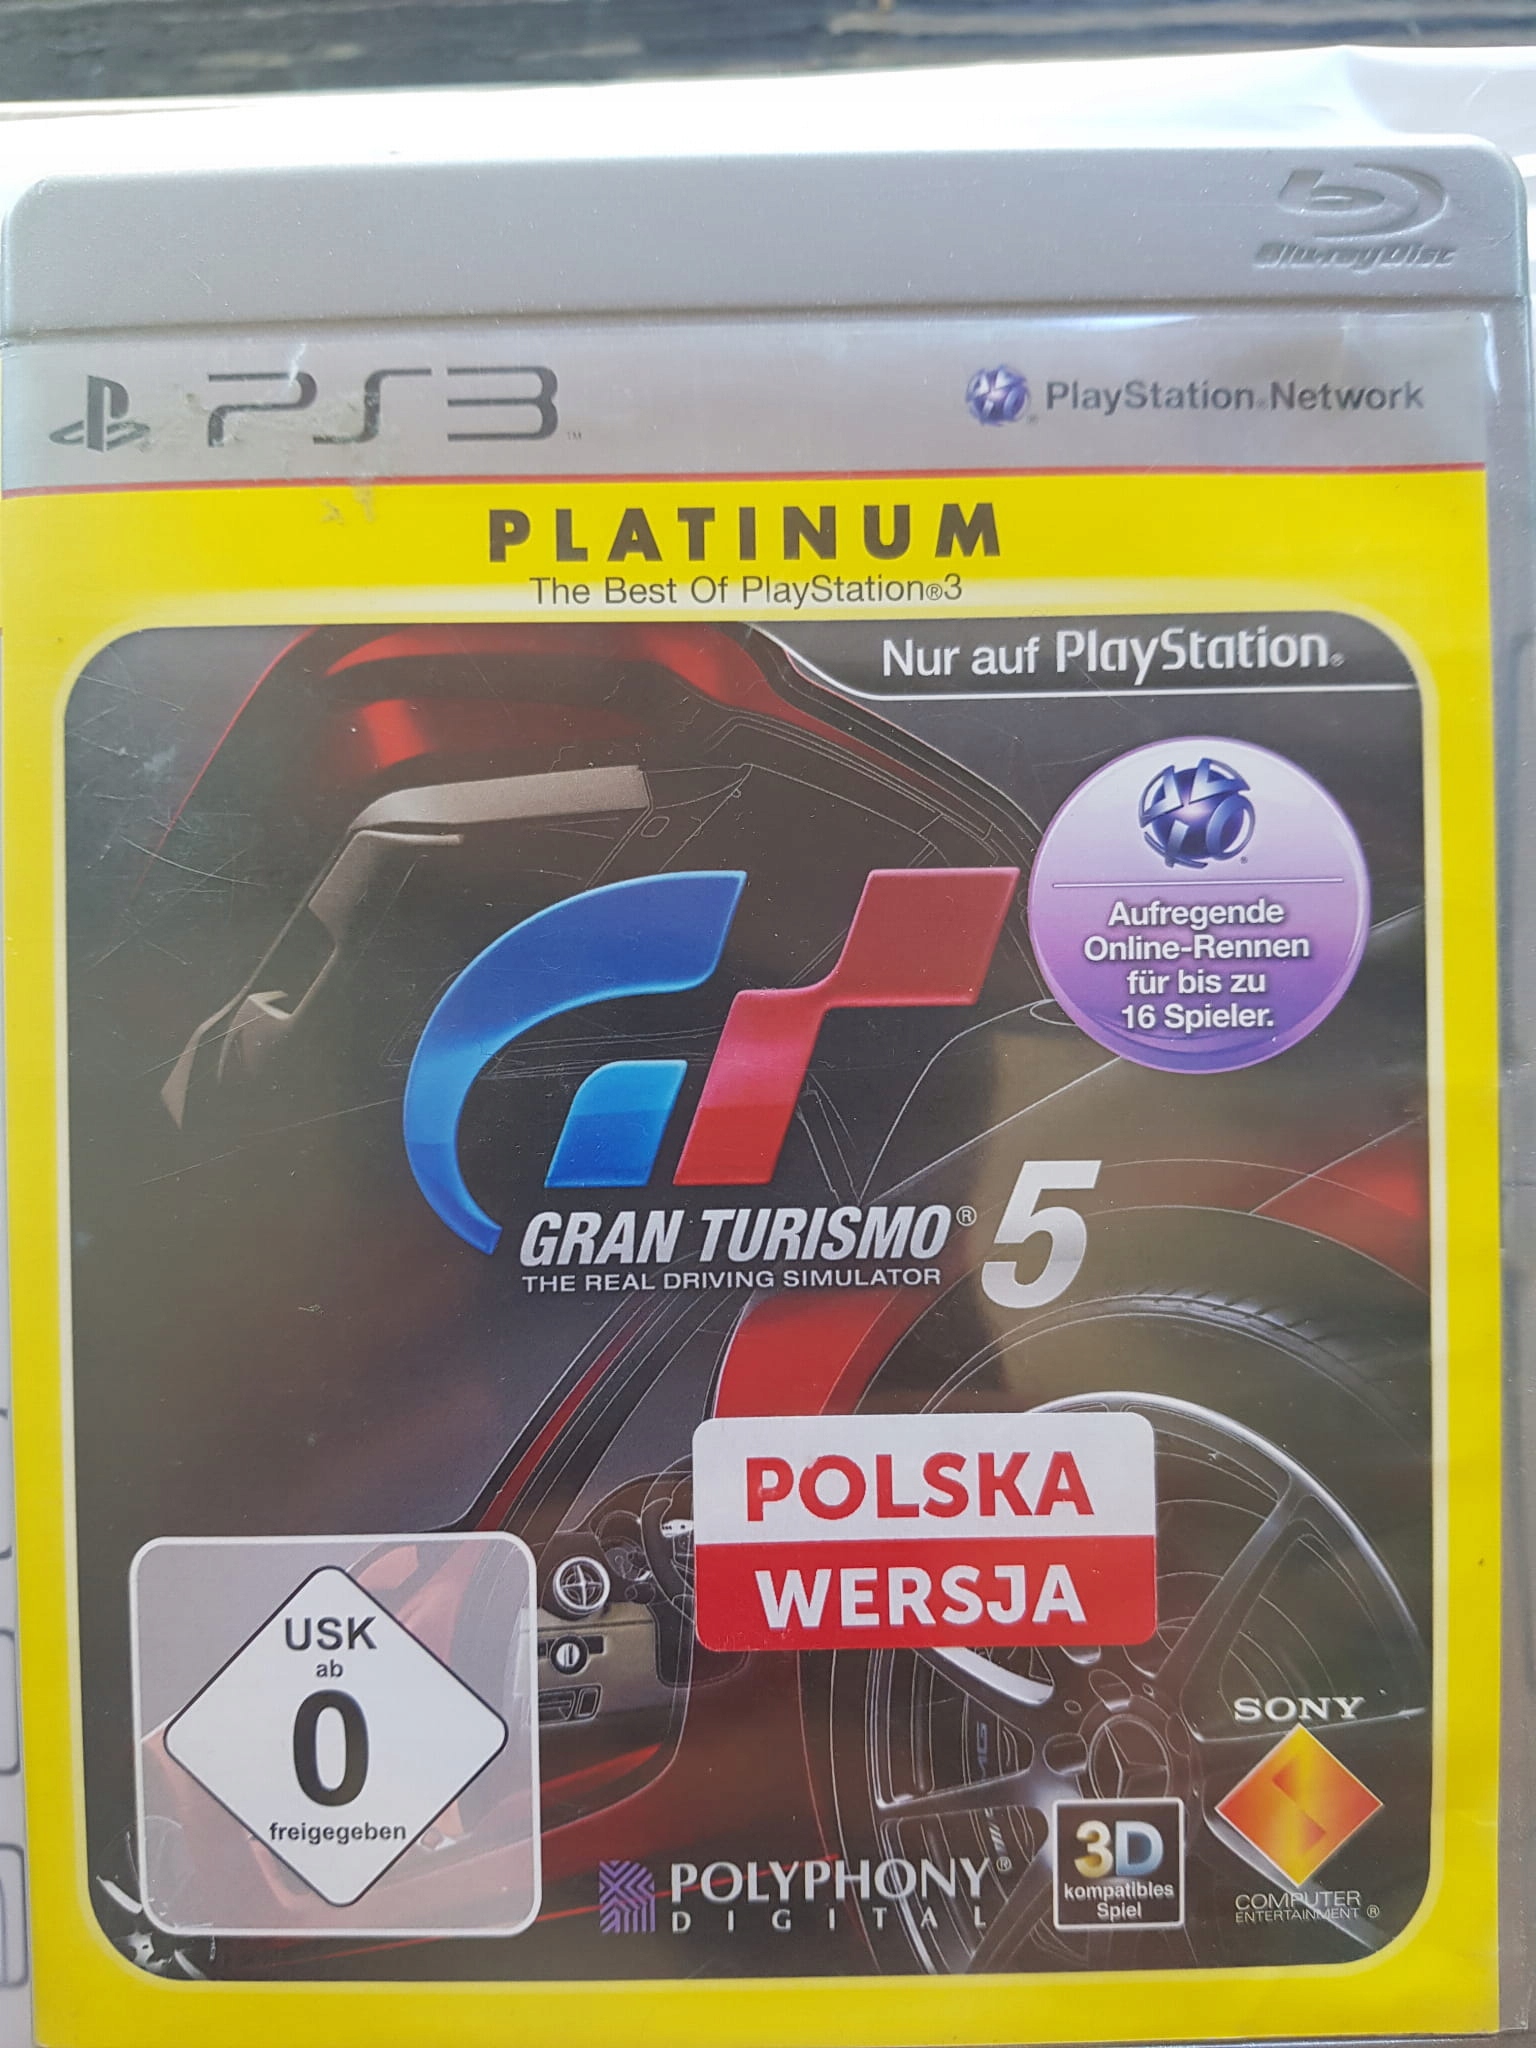 Blu-ray Disc
PS3™
PlayStation®Network
PLATINUM
The Best Of PlayStation®3
Nur auf PlayStation®
Aufregende
Online-Rennen
für bis zu
16 Spieler.
GRAN TURISMO® 5
THE REAL DRIVING SIMULATOR
POLSKA
WERSJA
USK
ab
0
freigegeben
AMG
POLYPHONY®
DIGITAL
3D
kompatibles
Spiel
SONY
COMPUTER
ENTERTAINMENT®